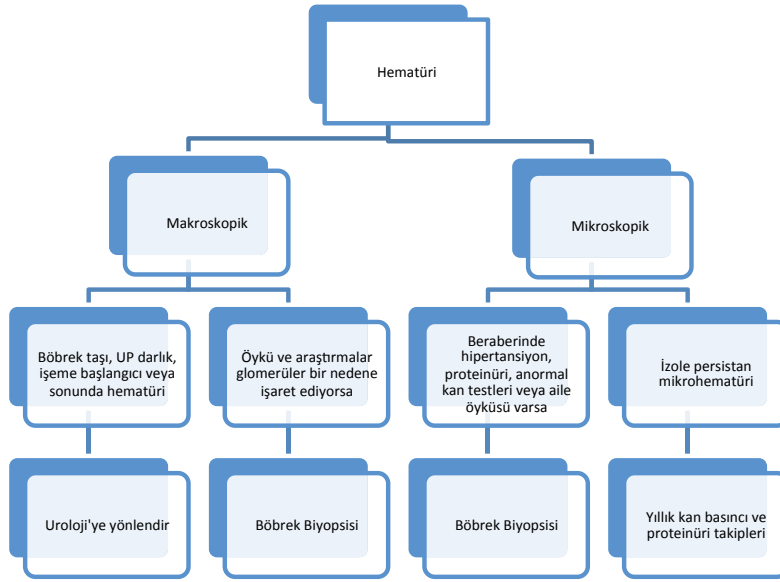 Hematüri
Makroskopik
Mikroskopik
Böbrek taşı, UP darlık,
işeme başlangıcı veya
sonunda hematüri
Öykü ve araştırmalar
glomerüler bir nedene
işaret ediyorsa
Beraberinde
hipertansiyon,
proteinüri, anormal
kan testleri veya aile
öyküsü varsa
İzole persistan
mikrohematüri
Uroloji'ye yönlendir
Böbrek Biyopsisi
Böbrek Biyopsisi
Yıllık kan basıncı ve
proteinüri takipleri